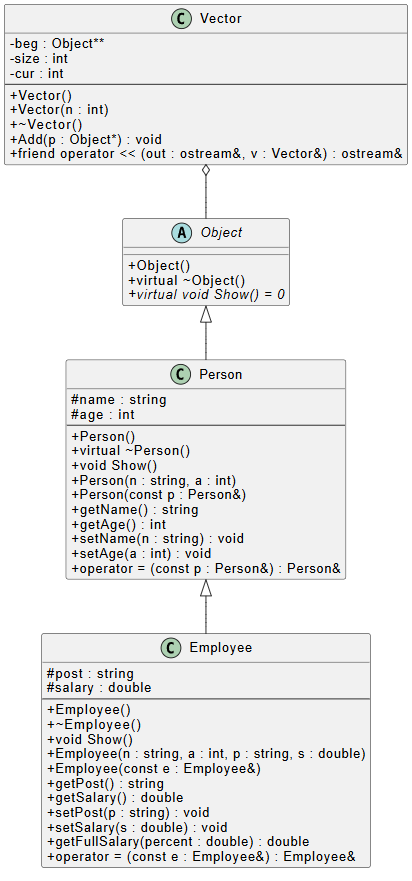 C Vector
-beg : Object**
-size : int
-cur : int
+Vector()
+Vector(n : int)
+~Vector()
+Add(p : Object*) : void
+friend operator << (out : ostream&, v : Vector&) : ostream&
A Object
+Object()
+virtual ~Object()
+virtual void Show() = 0
C Person
#name : string
#age : int
+Person()
+virtual ~Person()
+void Show()
+Person(n : string, a : int)
+Person(const p : Person&)
+getName() : string
+getAge() : int
+setName(n : string) : void
+setAge(a : int) : void
+operator = (const p : Person&) : Person&
C Employee
#post : string
#salary : double
+Employee()
+~Employee()
+void Show()
+Employee(n : string, a : int, p : string, s : double)
+Employee(const e : Employee&)
+getPost() : string
+getSalary() : double
+setPost(p : string) : void
+setSalary(s : double) : void
+getFullSalary(percent : double) : double
+operator = (const e : Employee&) : Employee&